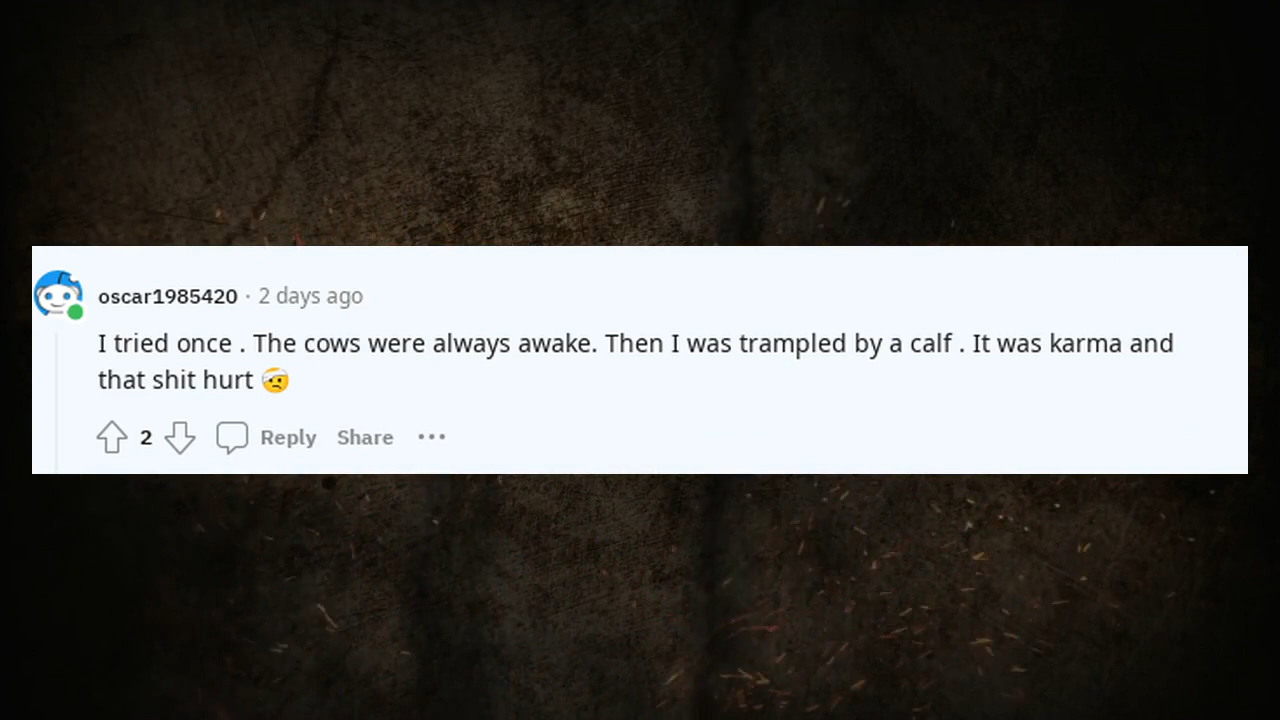 oscar1985420 · 2 days ago
I tried once . The cows were always awake. Then I was trampled by a calf . It was karma and
that shit hurt 🤕
2 Reply Share •••